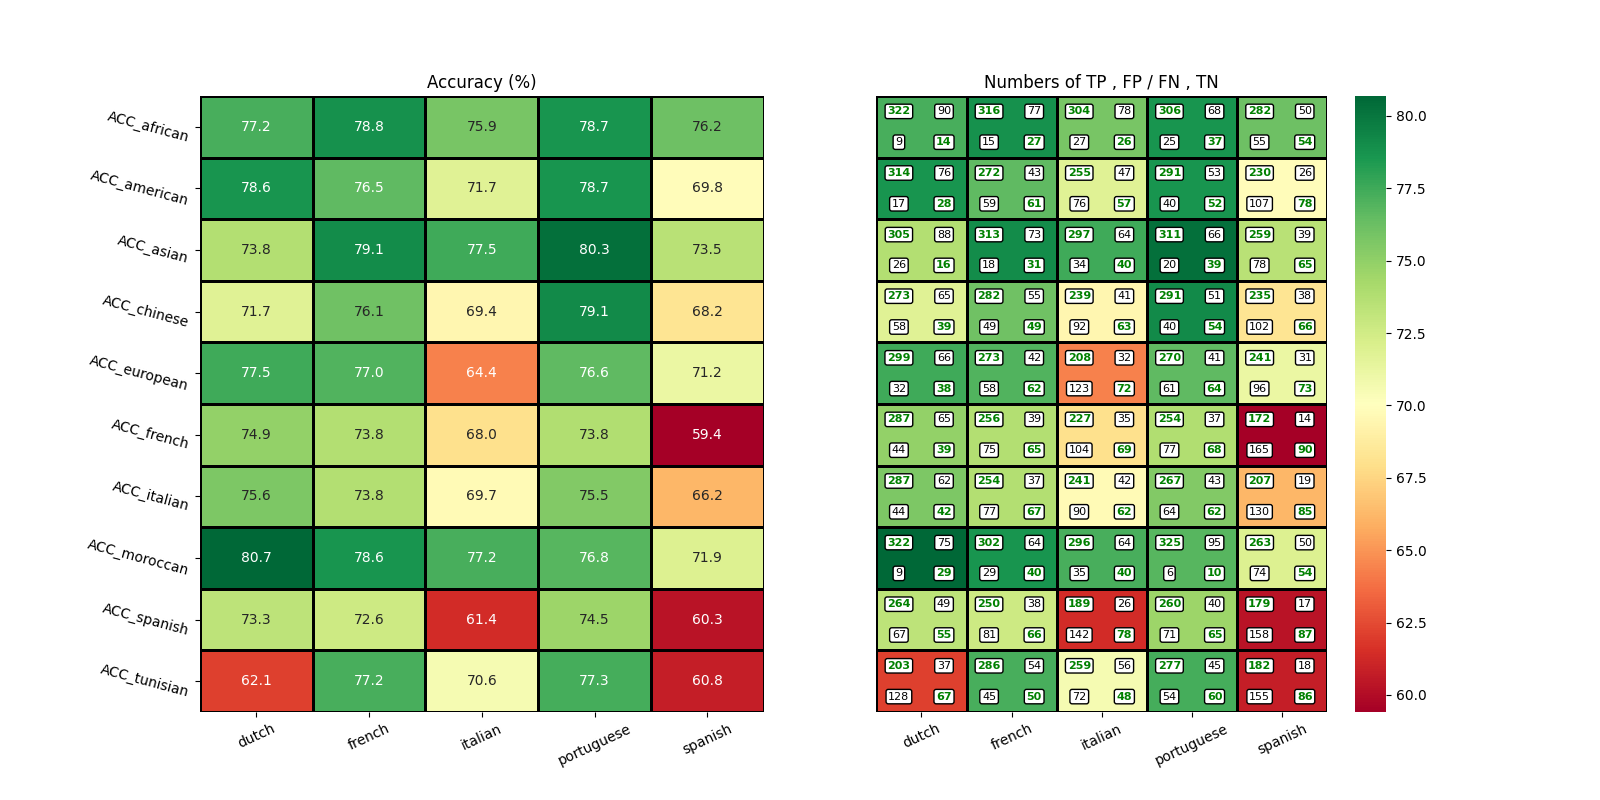 Accuracy (%)
Numbers of TP , FP / FN , TN
ACC_african 77.2 78.8 75.9 78.7 76.2
322 90 316 77 304 78 306 68 282 50
9 14 15 27 27 26 25 37 55 54
80.0
ACC_american 78.6 76.5 71.7 78.7 69.8
314 76 272 43 255 47 291 53 230 26
17 28 59 61 76 57 40 52 107 78
77.5
ACC_asian 73.8 79.1 77.5 80.3 73.5
305 88 313 73 297 64 311 66 259 39
26 16 18 31 34 40 20 39 78 65
75.0
ACC_chinese 71.7 76.1 69.4 79.1 68.2
273 65 282 55 239 41 291 51 235 38
58 39 49 49 92 63 40 54 102 66
72.5
ACC_european 77.5 77.0 64.4 76.6 71.2
299 66 273 42 208 32 270 41 241 31
32 38 58 62 123 72 61 64 96 73
70.0
ACC_french 74.9 73.8 68.0 73.8 59.4
287 65 256 39 227 35 254 37 172 14
44 39 75 65 104 69 77 68 165 90
67.5
ACC_italian 75.6 73.8 69.7 75.5 66.2
287 62 254 37 241 42 267 43 207 19
44 42 77 67 90 62 64 62 130 85
65.0
ACC_moroccan 80.7 78.6 77.2 76.8 71.9
322 75 302 64 296 64 325 95 263 50
9 29 29 40 35 40 6 10 74 54
62.5
ACC_spanish 73.3 72.6 61.4 74.5 60.3
264 49 250 38 189 26 260 40 179 17
67 55 81 66 142 78 71 65 158 87
60.0
ACC_tunisian 62.1 77.2 70.6 77.3 60.8
203 37 286 54 259 56 277 45 182 18
128 67 45 50 72 48 54 60 155 86
dutch french italian portuguese spanish
dutch french italian portuguese spanish